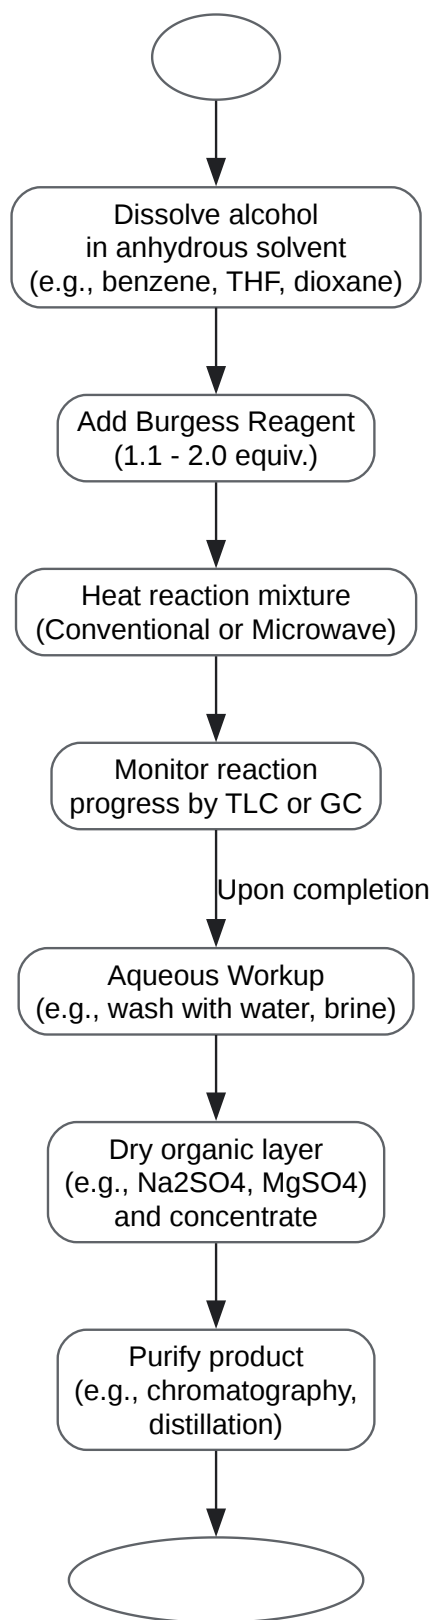 Dissolve alcohol
in anhydrous solvent
(e.g., benzene, THF, dioxane)
Add Burgess Reagent
(1.1 - 2.0 equiv.)
Heat reaction mixture
(Conventional or Microwave)
Monitor reaction
progress by TLC or GC
Upon completion
Aqueous Workup
(e.g., wash with water, brine)
Dry organic layer
(e.g., Na2SO4, MgSO4)
and concentrate
Purify product
(e.g., chromatography,
distillation)